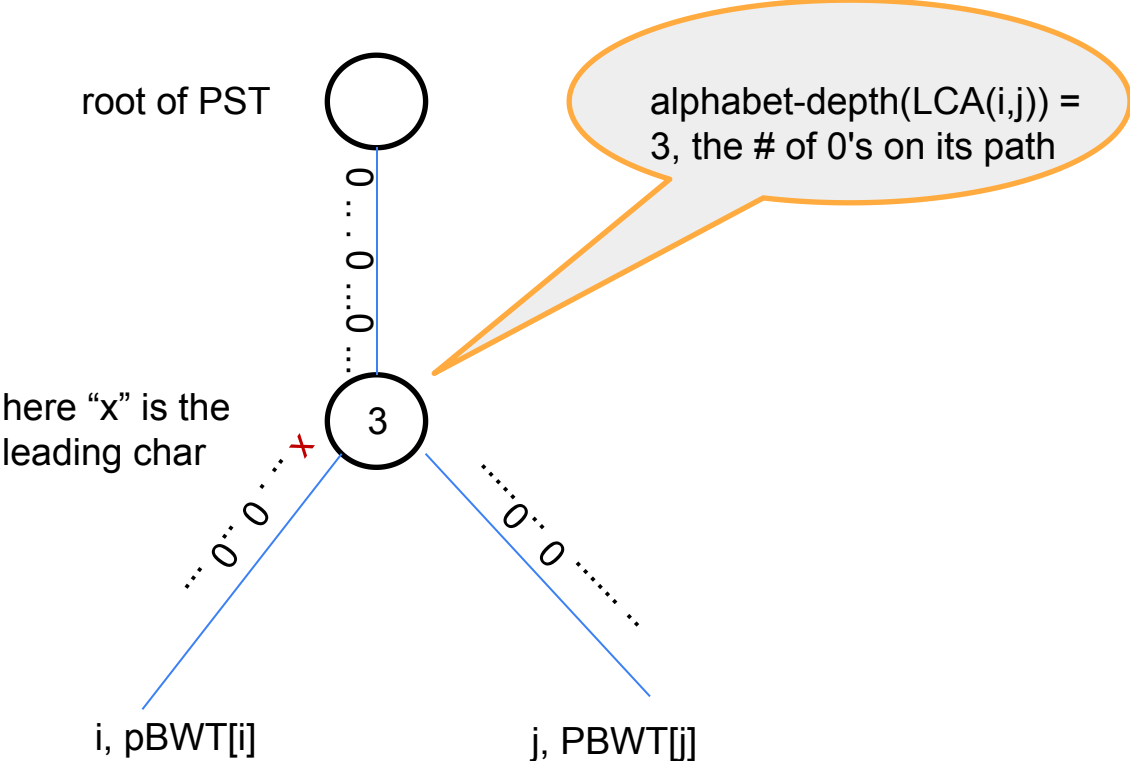 root of PST
alphabet-depth(LCA(i,j)) =
3, the # of 0's on its path
0 ... 0 ....0...
here “x” is the
leading char
3
x ..... 0 .... 0 ....
...... 0 .. 0 ....... ..
i, pBWT[i]
j, PBWT[j]